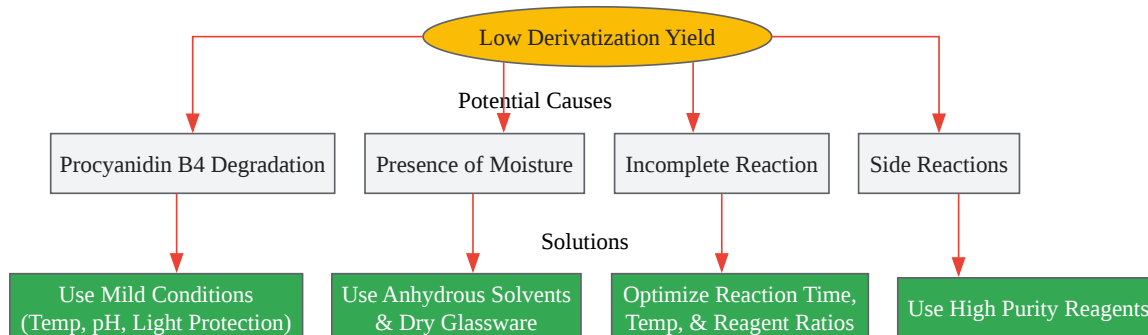 Low Derivatization Yield
Potential Causes
Procyanidin B4 Degradation
Presence of Moisture
Incomplete Reaction
Side Reactions
Solutions
Use Mild Conditions
(Temp, pH, Light Protection)
Use Anhydrous Solvents
& Dry Glassware
Optimize Reaction Time,
Temp, & Reagent Ratios
Use High Purity Reagents